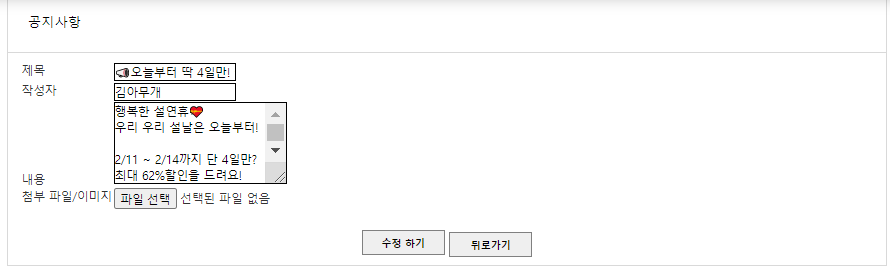 공지사항
제목 📢오늘부터 딱 4일만!
작성자 김아무개
행복한 설연휴❤
우리 우리 설날은 오늘부터!
2/11 ~ 2/14까지 단 4일만?
최대 62%할인을 드려요!
내용
첨부 파일/이미지 파일 선택 선택된 파일 없음
수정 하기 뒤로가기